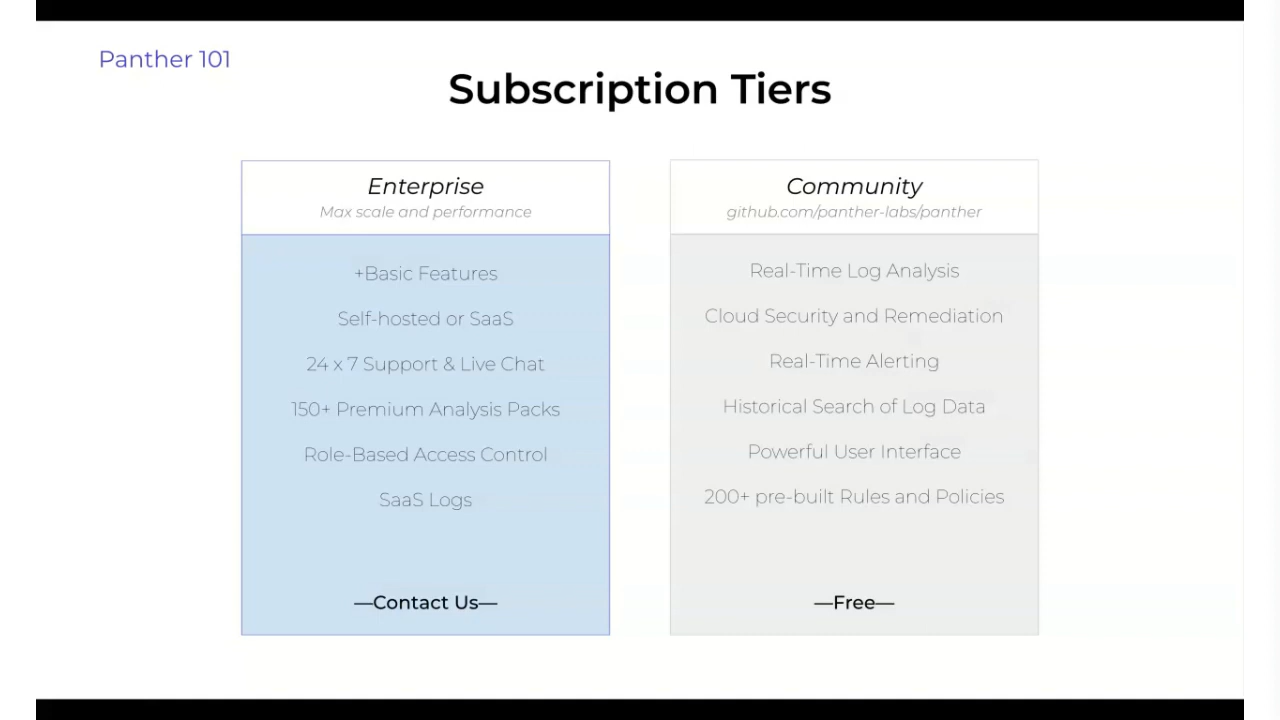 Panther 101
Subscription Tiers
Enterprise
Max scale and performance
+Basic Features
Self-hosted or SaaS
24 x 7 Support & Live Chat
150+ Premium Analysis Packs
Role-Based Access Control
SaaS Logs
—Contact Us—
Community
github.com/panther-labs/panther
Real-Time Log Analysis
Cloud Security and Remediation
Real-Time Alerting
Historical Search of Log Data
Powerful User Interface
200+ pre-built Rules and Policies
—Free—